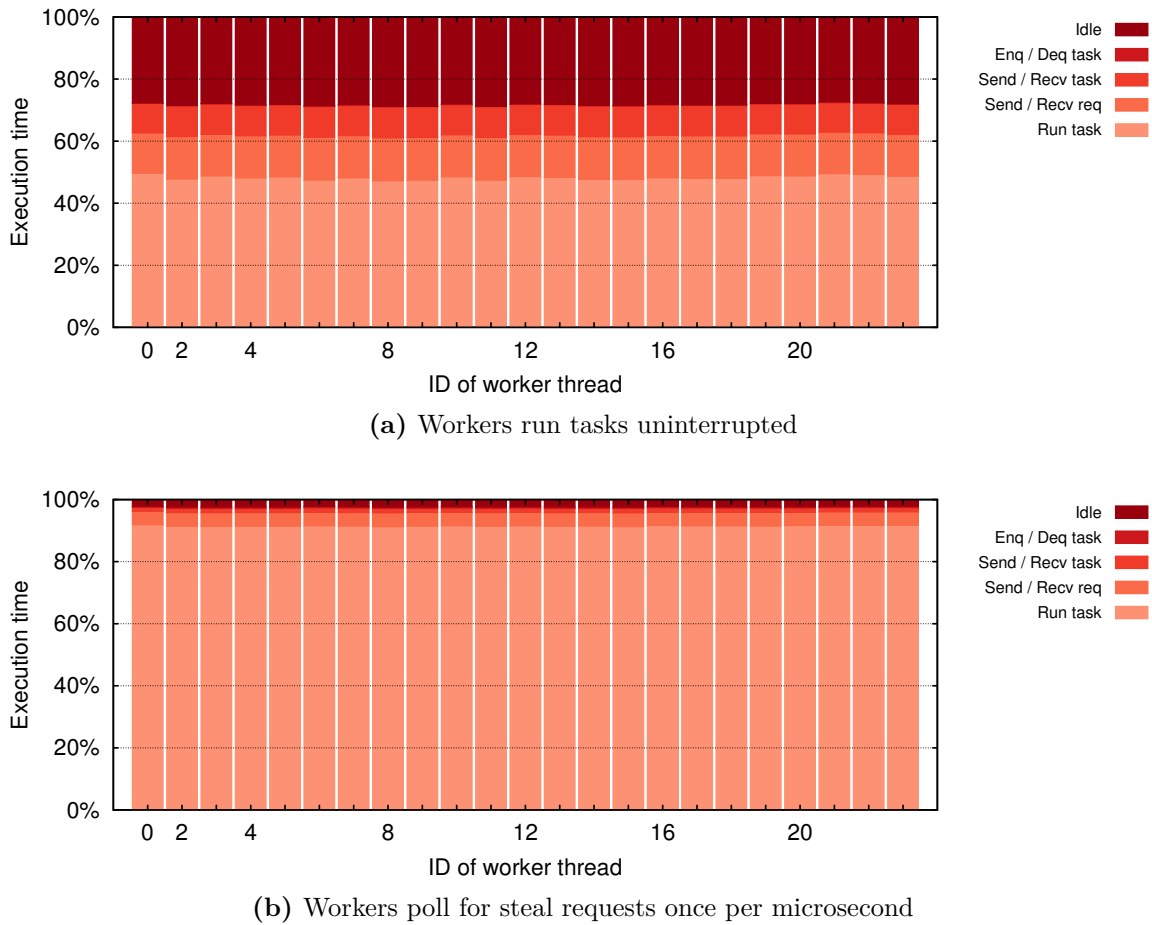 100%
80%
60%
40%
20%
0%
Execution time
0 2 4 8 12 16 20
ID of worker thread
Idle
Enq / Deq task
Send / Recv task
Send / Recv req
Run task
(a) Workers run tasks uninterrupted
100%
80%
60%
40%
20%
0%
Execution time
0 2 4 8 12 16 20
ID of worker thread
Idle
Enq / Deq task
Send / Recv task
Send / Recv req
Run task
(b) Workers poll for steal requests once per microsecond